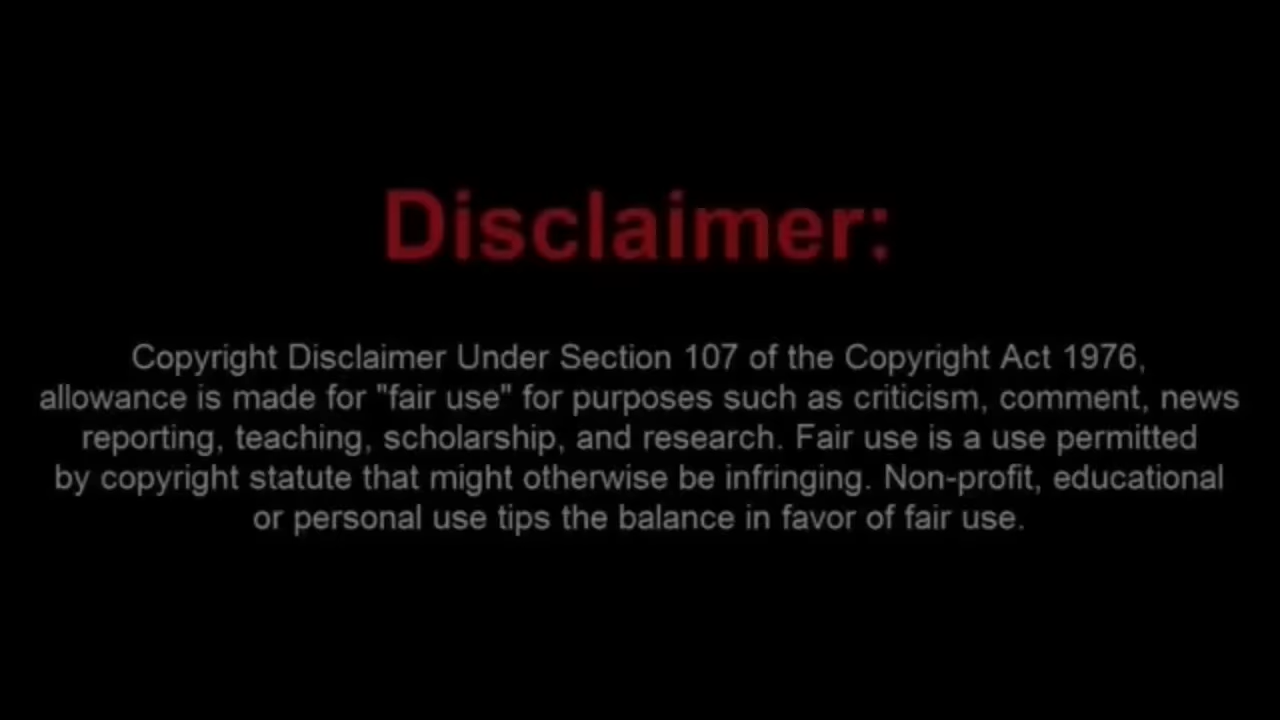 Disclaimer:
Copyright Disclaimer Under Section 107 of the Copyright Act 1976,
allowance is made for "fair use" for purposes such as criticism, comment, news
reporting, teaching, scholarship, and research. Fair use is a use permitted
by copyright statute that might otherwise be infringing. Non-profit, educational
or personal use tips the balance in favor of fair use.